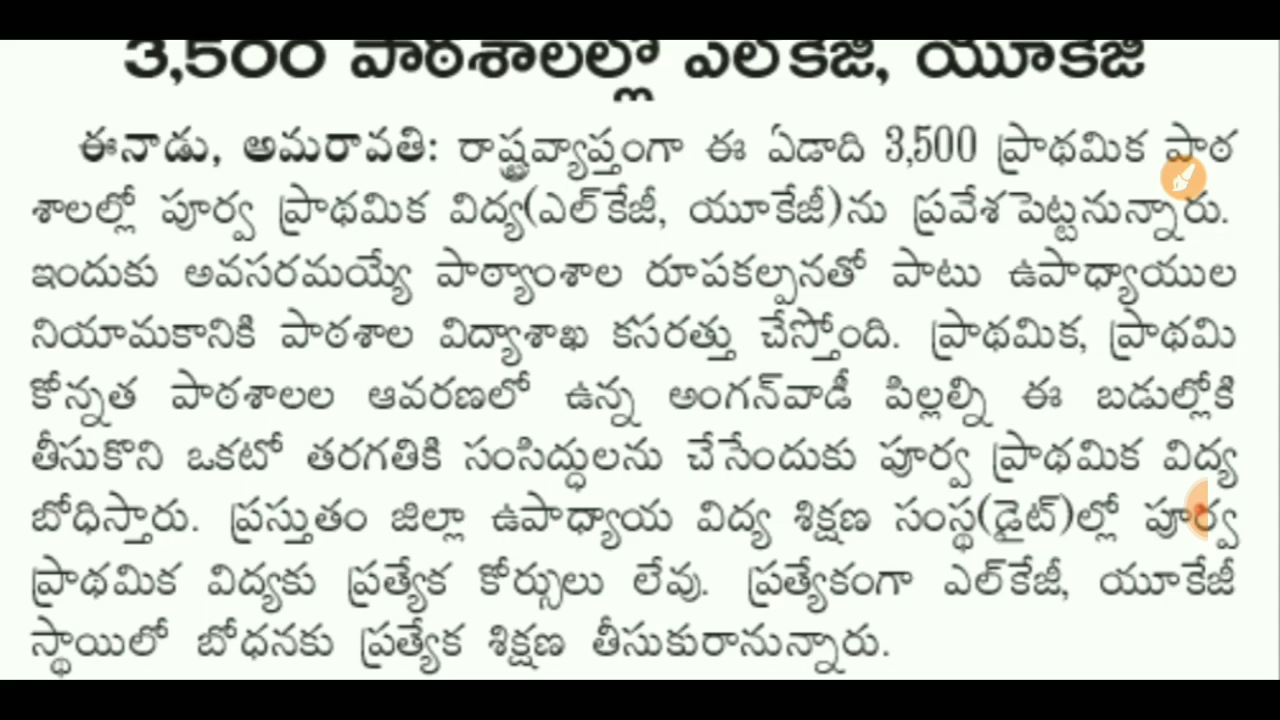 3,500 పాఠశాలల్లో ఎల్‌కేజీ, యూకేజీ
ఈనాడు, అమరావతి: రాష్ట్రవ్యాప్తంగా ఈ ఏడాది 3,500 ప్రాథమిక పాఠ
శాలల్లో పూర్వ ప్రాథమిక విద్య(ఎల్‌కేజీ, యూకేజీ)ను ప్రవేశపెట్టనున్నారు.
ఇందుకు అవసరమయ్యే పాఠ్యాంశాల రూపకల్పనతో పాటు ఉపాధ్యాయుల
నియామకానికి పాఠశాల విద్యాశాఖ కసరత్తు చేస్తోంది. ప్రాథమిక, ప్రాథమి
కోన్నత పాఠశాలల ఆవరణలో ఉన్న అంగన్‌వాడీ పిల్లల్ని ఈ బడుల్లోకి
తీసుకొని ఒకటో తరగతికి సంసిద్ధులను చేసేందుకు పూర్వ ప్రాథమిక విద్య
బోధిస్తారు. ప్రస్తుతం జిల్లా ఉపాధ్యాయ విద్య శిక్షణ సంస్థ(డైట్‌)ల్లో పూర్వ
ప్రాథమిక విద్యకు ప్రత్యేక కోర్సులు లేవు. ప్రత్యేకంగా ఎల్‌కేజీ, యూకేజీ
స్థాయిలో బోధనకు ప్రత్యేక శిక్షణ తీసుకురానున్నారు.